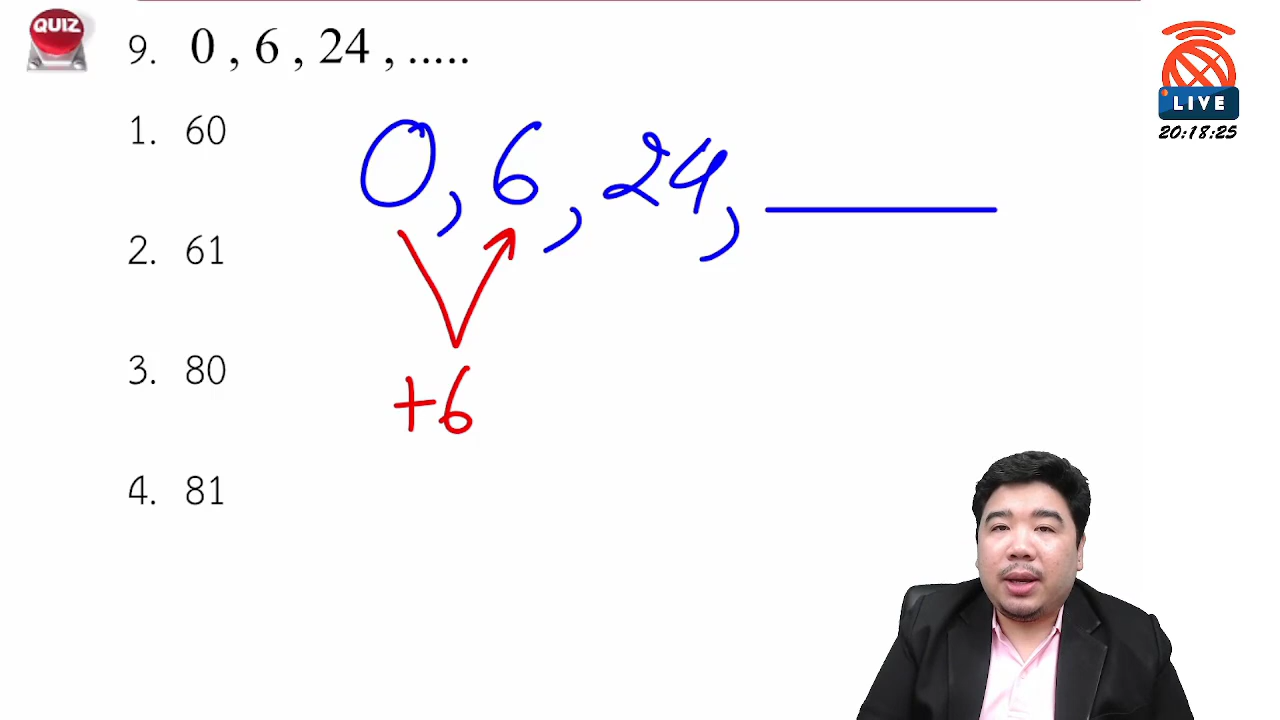 QUIZ
9. 0 , 6 , 24 , .....
LIVE
20:18:25
1. 60
0, 6, 24,
2. 61
3. 80
+6
4. 81